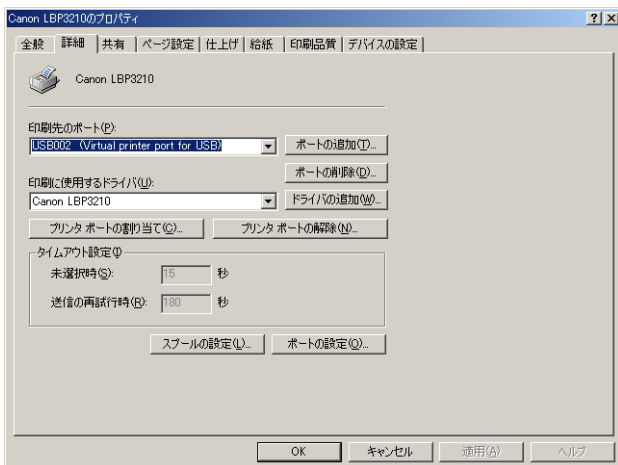 Canon LBP3210のプロパティ
全般 詳細 共有 ページ設定 仕上げ 給紙 印刷品質 デバイスの設定
Canon LBP3210
印刷先のポート(P):
USB002 (Virtual printer port for USB) ポートの追加(T)...
ポートの削除(D)...
印刷に使用するドライバ(U):
Canon LBP3210 ドライバの追加(W)...
プリンタ ポートの割り当て(C)... プリンタ ポートの解除(N)...
タイムアウト設定(I)
未選択時(S): 15 秒
送信の再試行時(R): 180 秒
スプールの設定(L)... ポートの設定(O)...
OK キャンセル 適用(A) ヘルプ